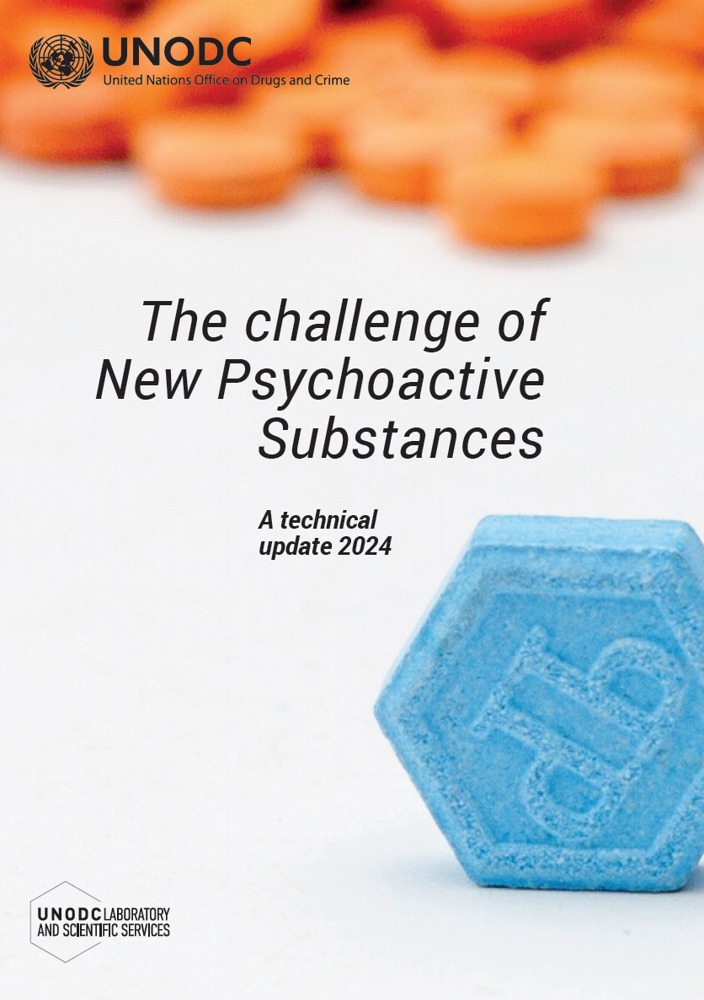 UNODC
United Nations Office on Drugs and Crime
The challenge of
New Psychoactive
Substances
A technical
update 2024
UNODC LABORATORY
AND SCIENTIFIC SERVICES